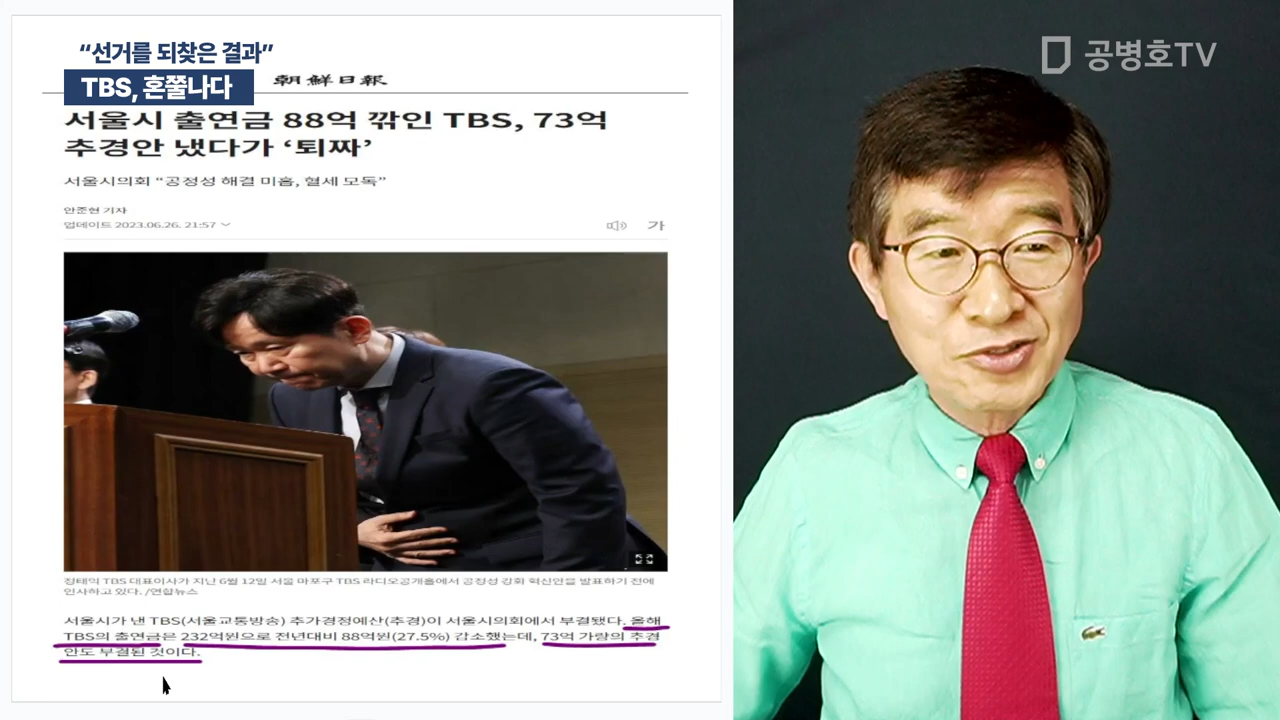 “선거를 되찾은 결과”
TBS, 혼쭐나다
朝鮮日報
서울시 출연금 88억 깎인 TBS, 73억
추경안 냈다가 ‘퇴짜’
서울시의회 “공정성 해결 미흡, 혈세 모독”
안준현 기자
업데이트 2023.06.26. 21:57
가
정태익 TBS 대표이사가 지난 6월 12일 서울 마포구 TBS 라디오공개홀에서 공정성 강화 혁신안을 발표하기 전에
인사하고 있다. /연합뉴스
서울시가 낸 TBS(서울교통방송) 추가경정예산(추경)이 서울시의회에서 부결됐다. 올해
TBS의 출연금은 232억원으로 전년대비 88억원(27.5%) 감소했는데, 73억 가량의 추경
안도 부결된 것이다.
공병호TV